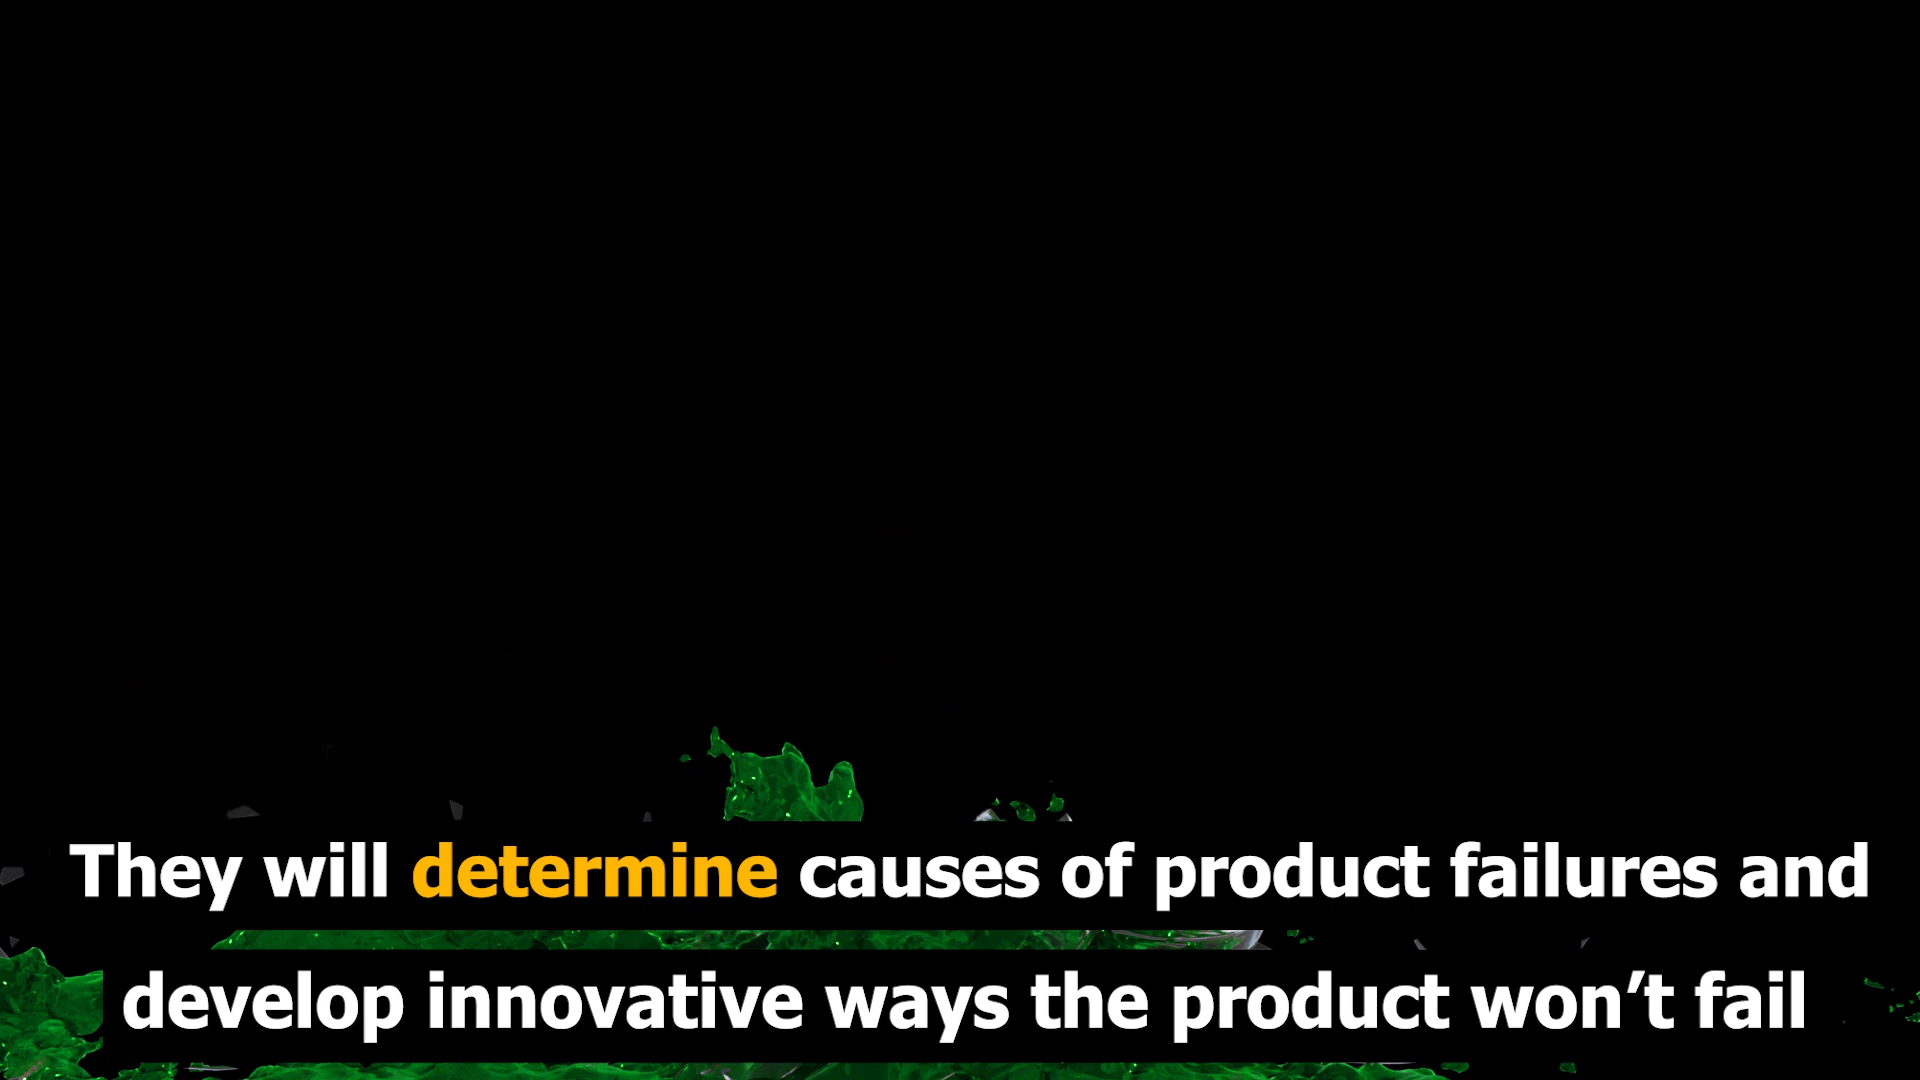 They will determine causes of product failures and
develop innovative ways the product won’t fail